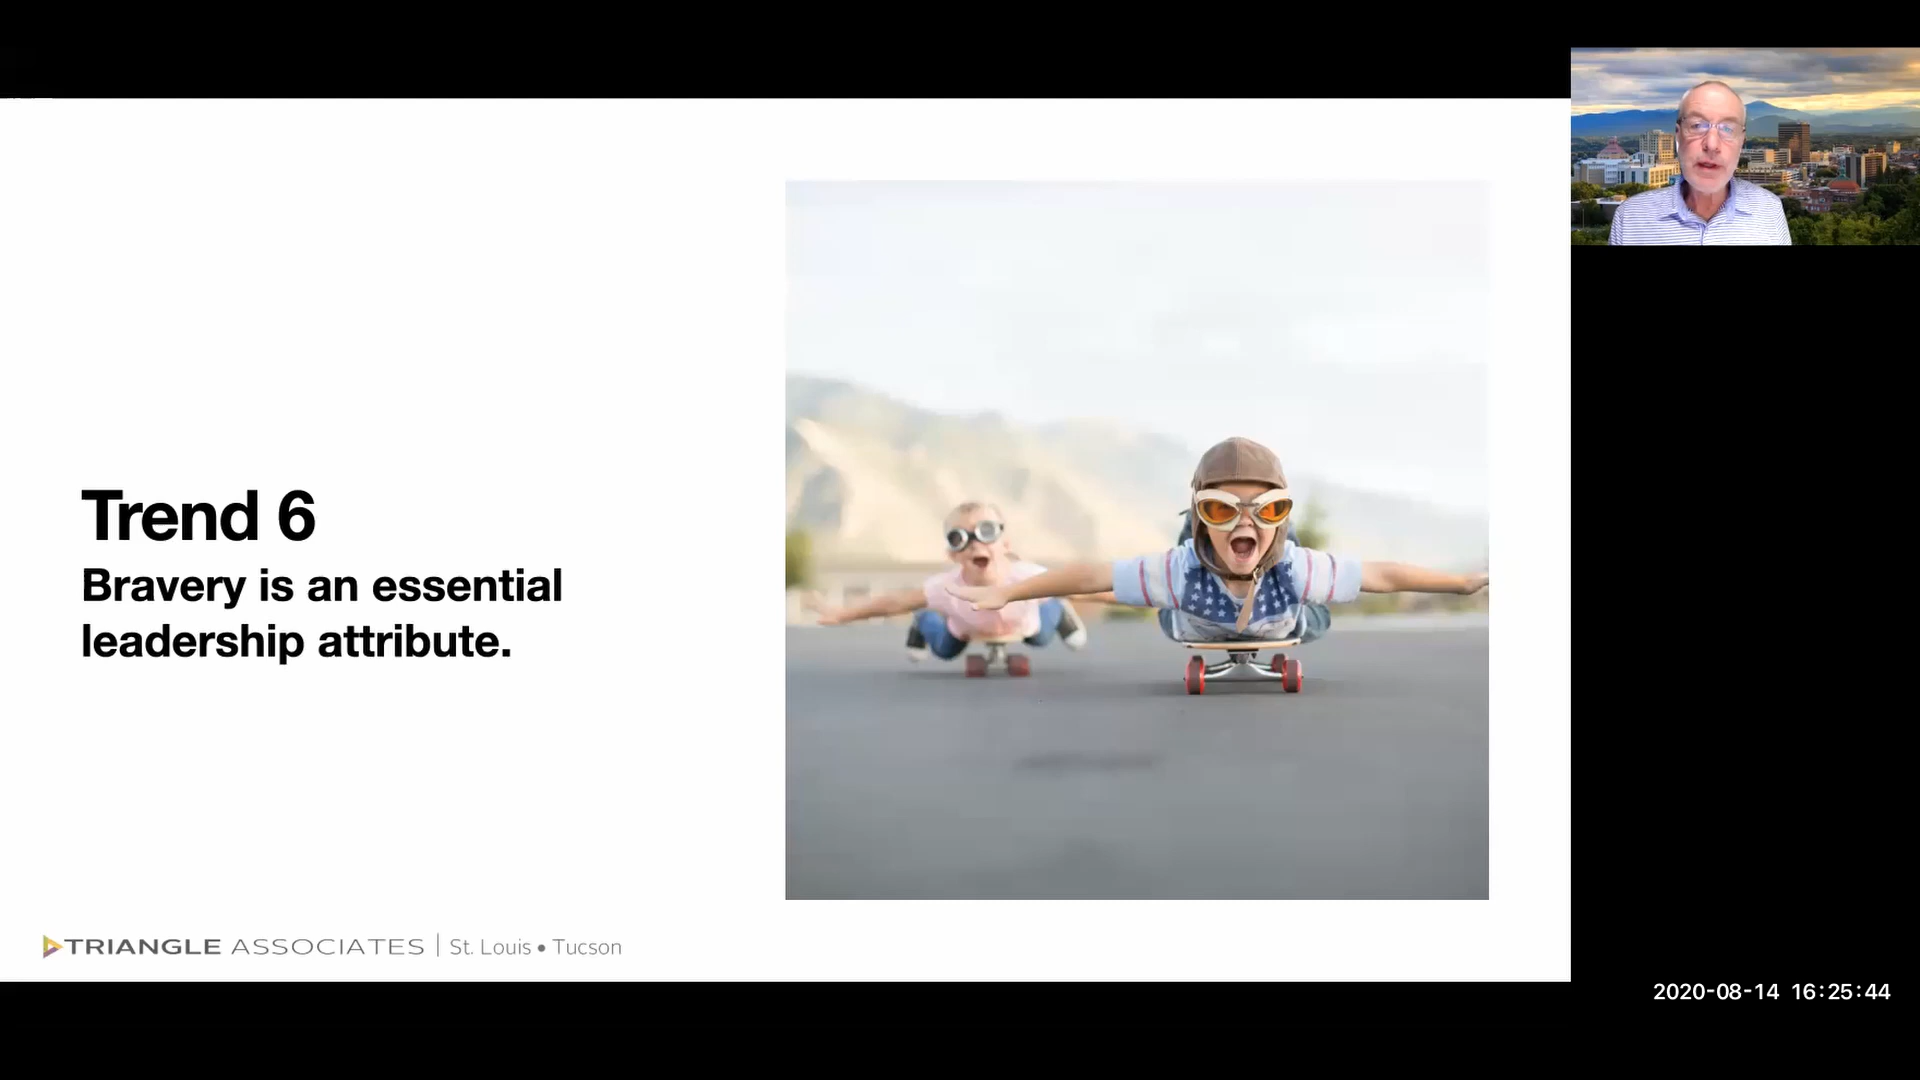 Trend 6
Bravery is an essential
leadership attribute.
TRIANGLE ASSOCIATES | St. Louis • Tucson
2020-08-14 16:25:44